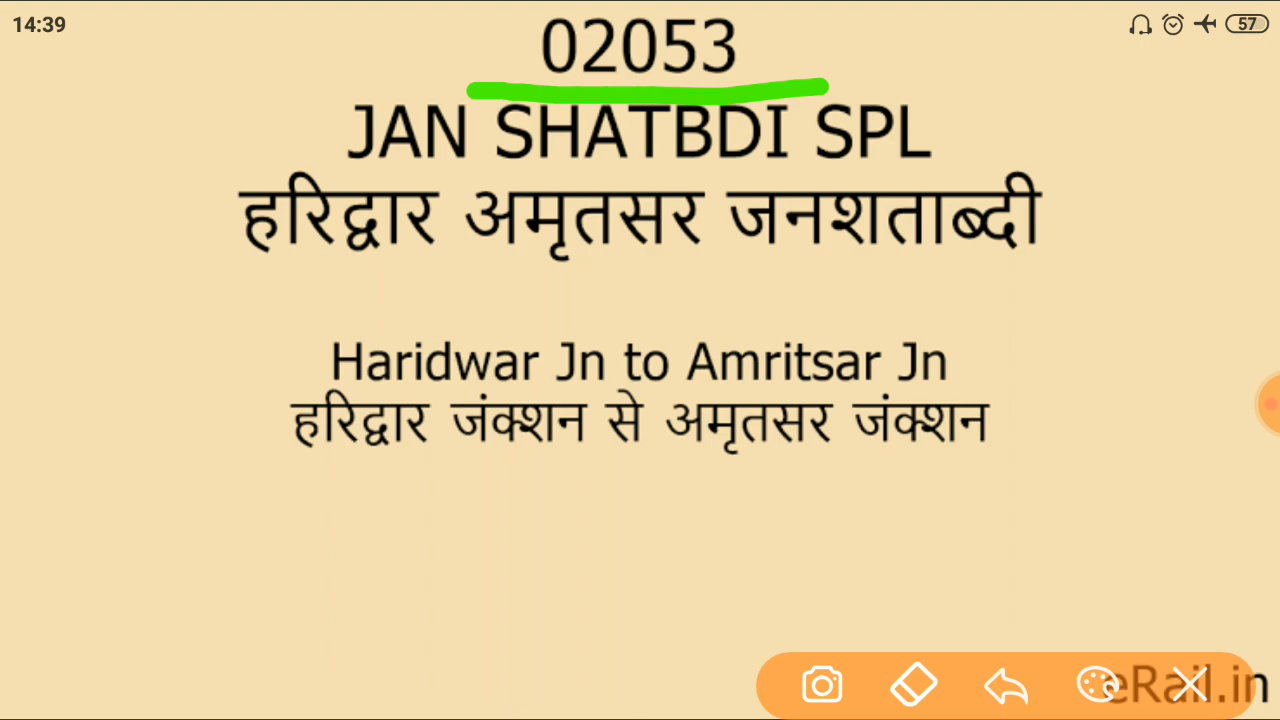 14:39
57
02053
JAN SHATBDI SPL
हरिद्वार अमृतसर जनशताब्दी
Haridwar Jn to Amritsar Jn
हरिद्वार जंक्शन से अमृतसर जंक्शन
eRail.in